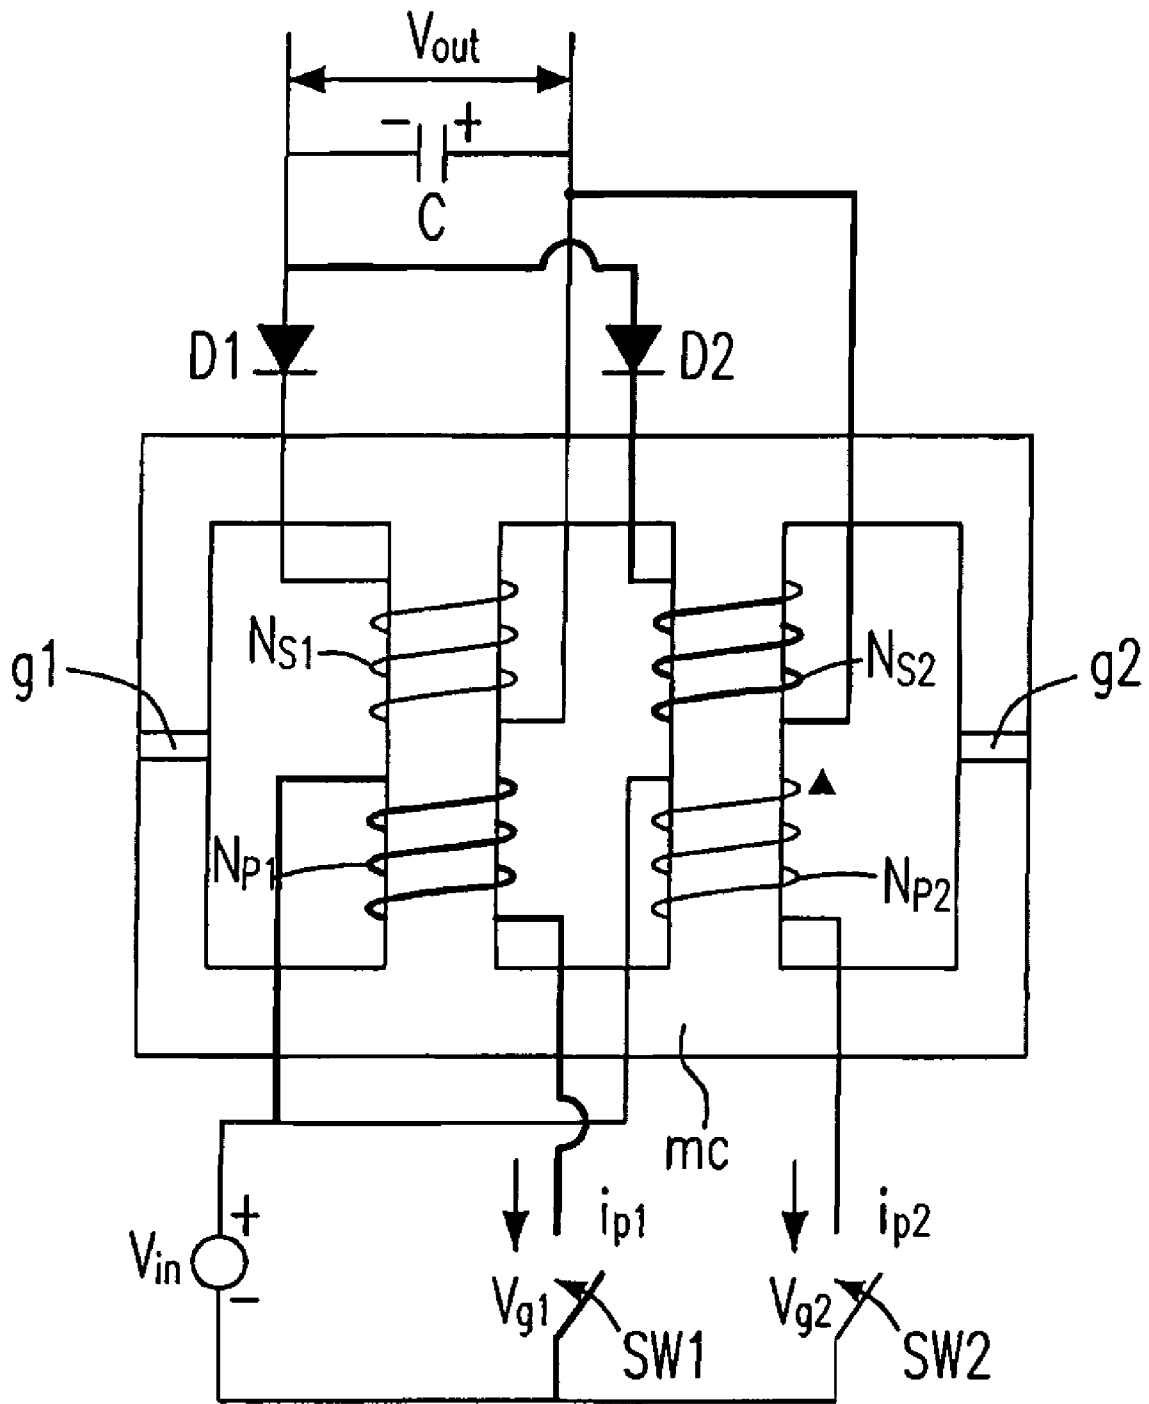 Vout
- +
C
D1
D2
NS1
NS2
g1
g2
NP1
NP2
mc
+
ip1
ip2
Vin
-
Vg1
Vg2
SW1
SW2